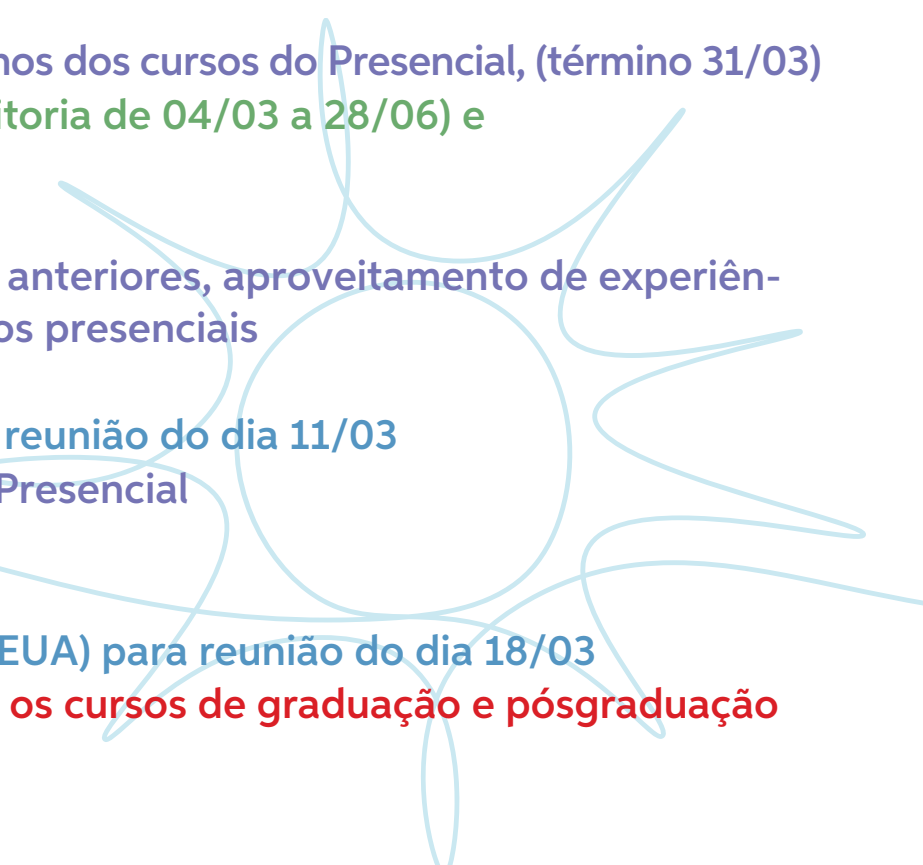 nos dos cursos do Presencial, (término 31/03)
itoria de 04/03 a 28/06) e
anteriores, aproveitamento de experiên-
os presenciais
reunião do dia 11/03
Presencial
EUA) para reunião do dia 18/03
os cursos de graduação e pósgraduação